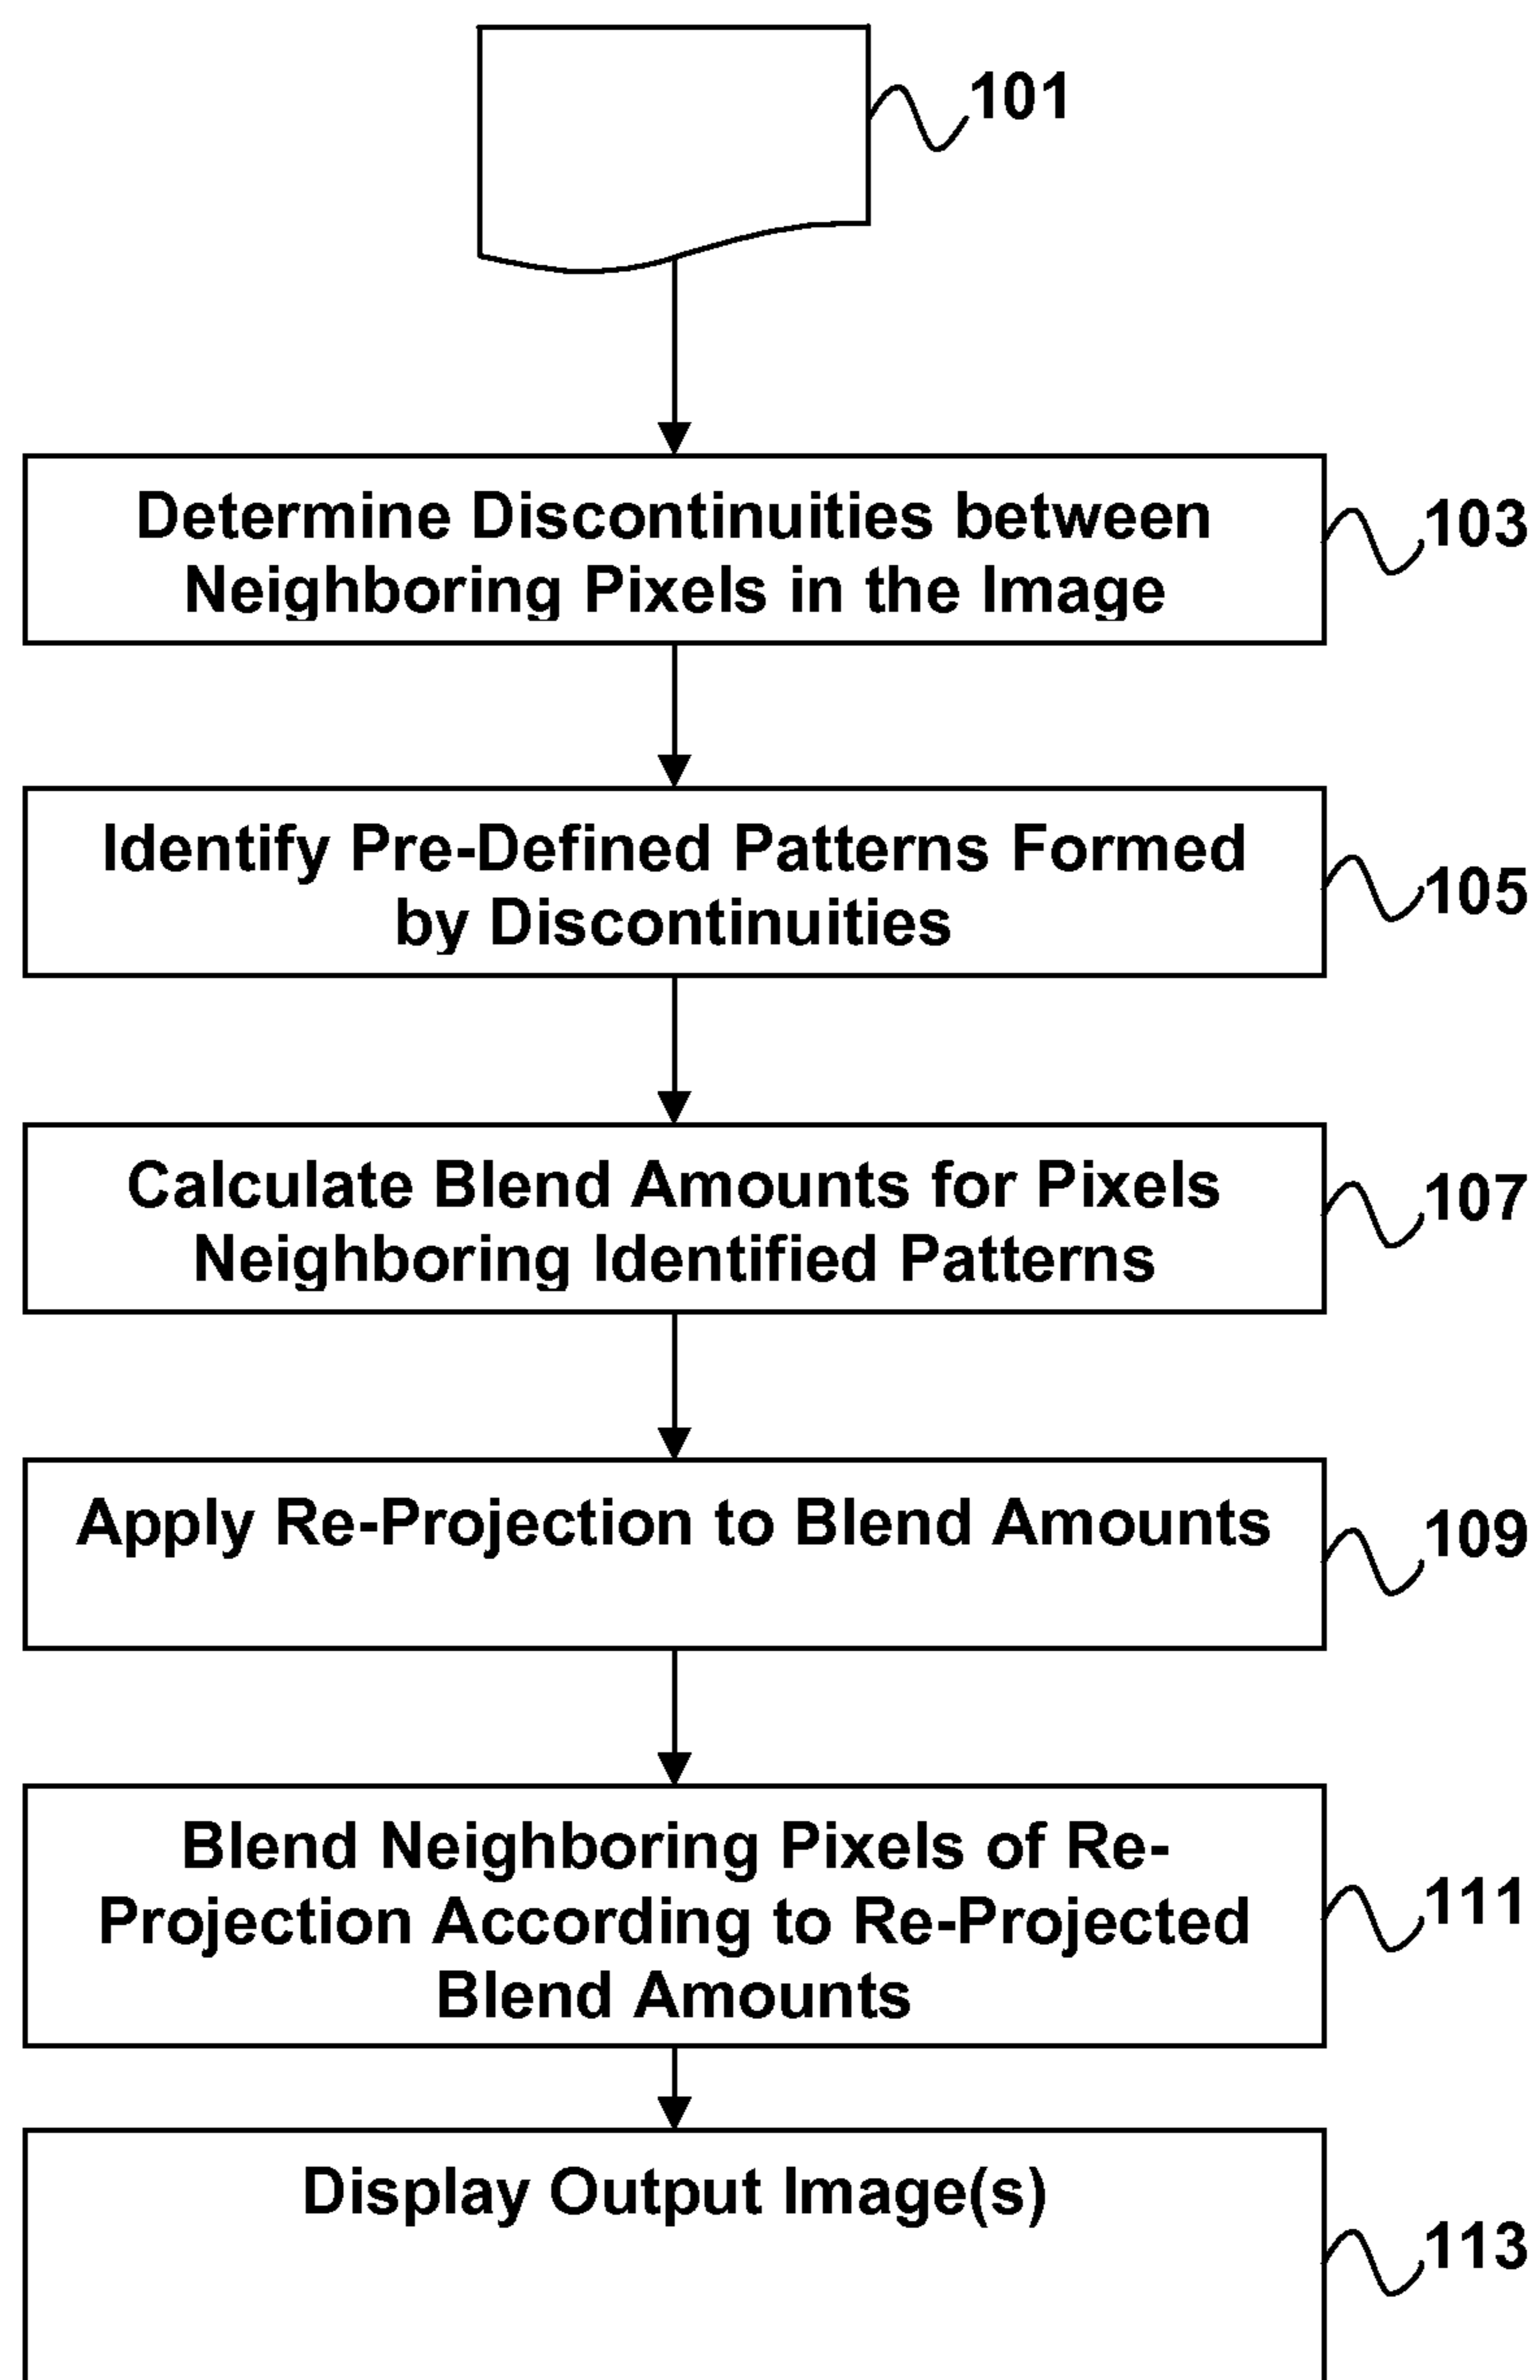 101
Determine Discontinuities between
Neighboring Pixels in the Image
103
Identify Pre-Defined Patterns Formed
by Discontinuities
105
Calculate Blend Amounts for Pixels
Neighboring Identified Patterns
107
Apply Re-Projection to Blend Amounts
109
Blend Neighboring Pixels of Re-
Projection According to Re-Projected
Blend Amounts
111
Display Output Image(s)
113